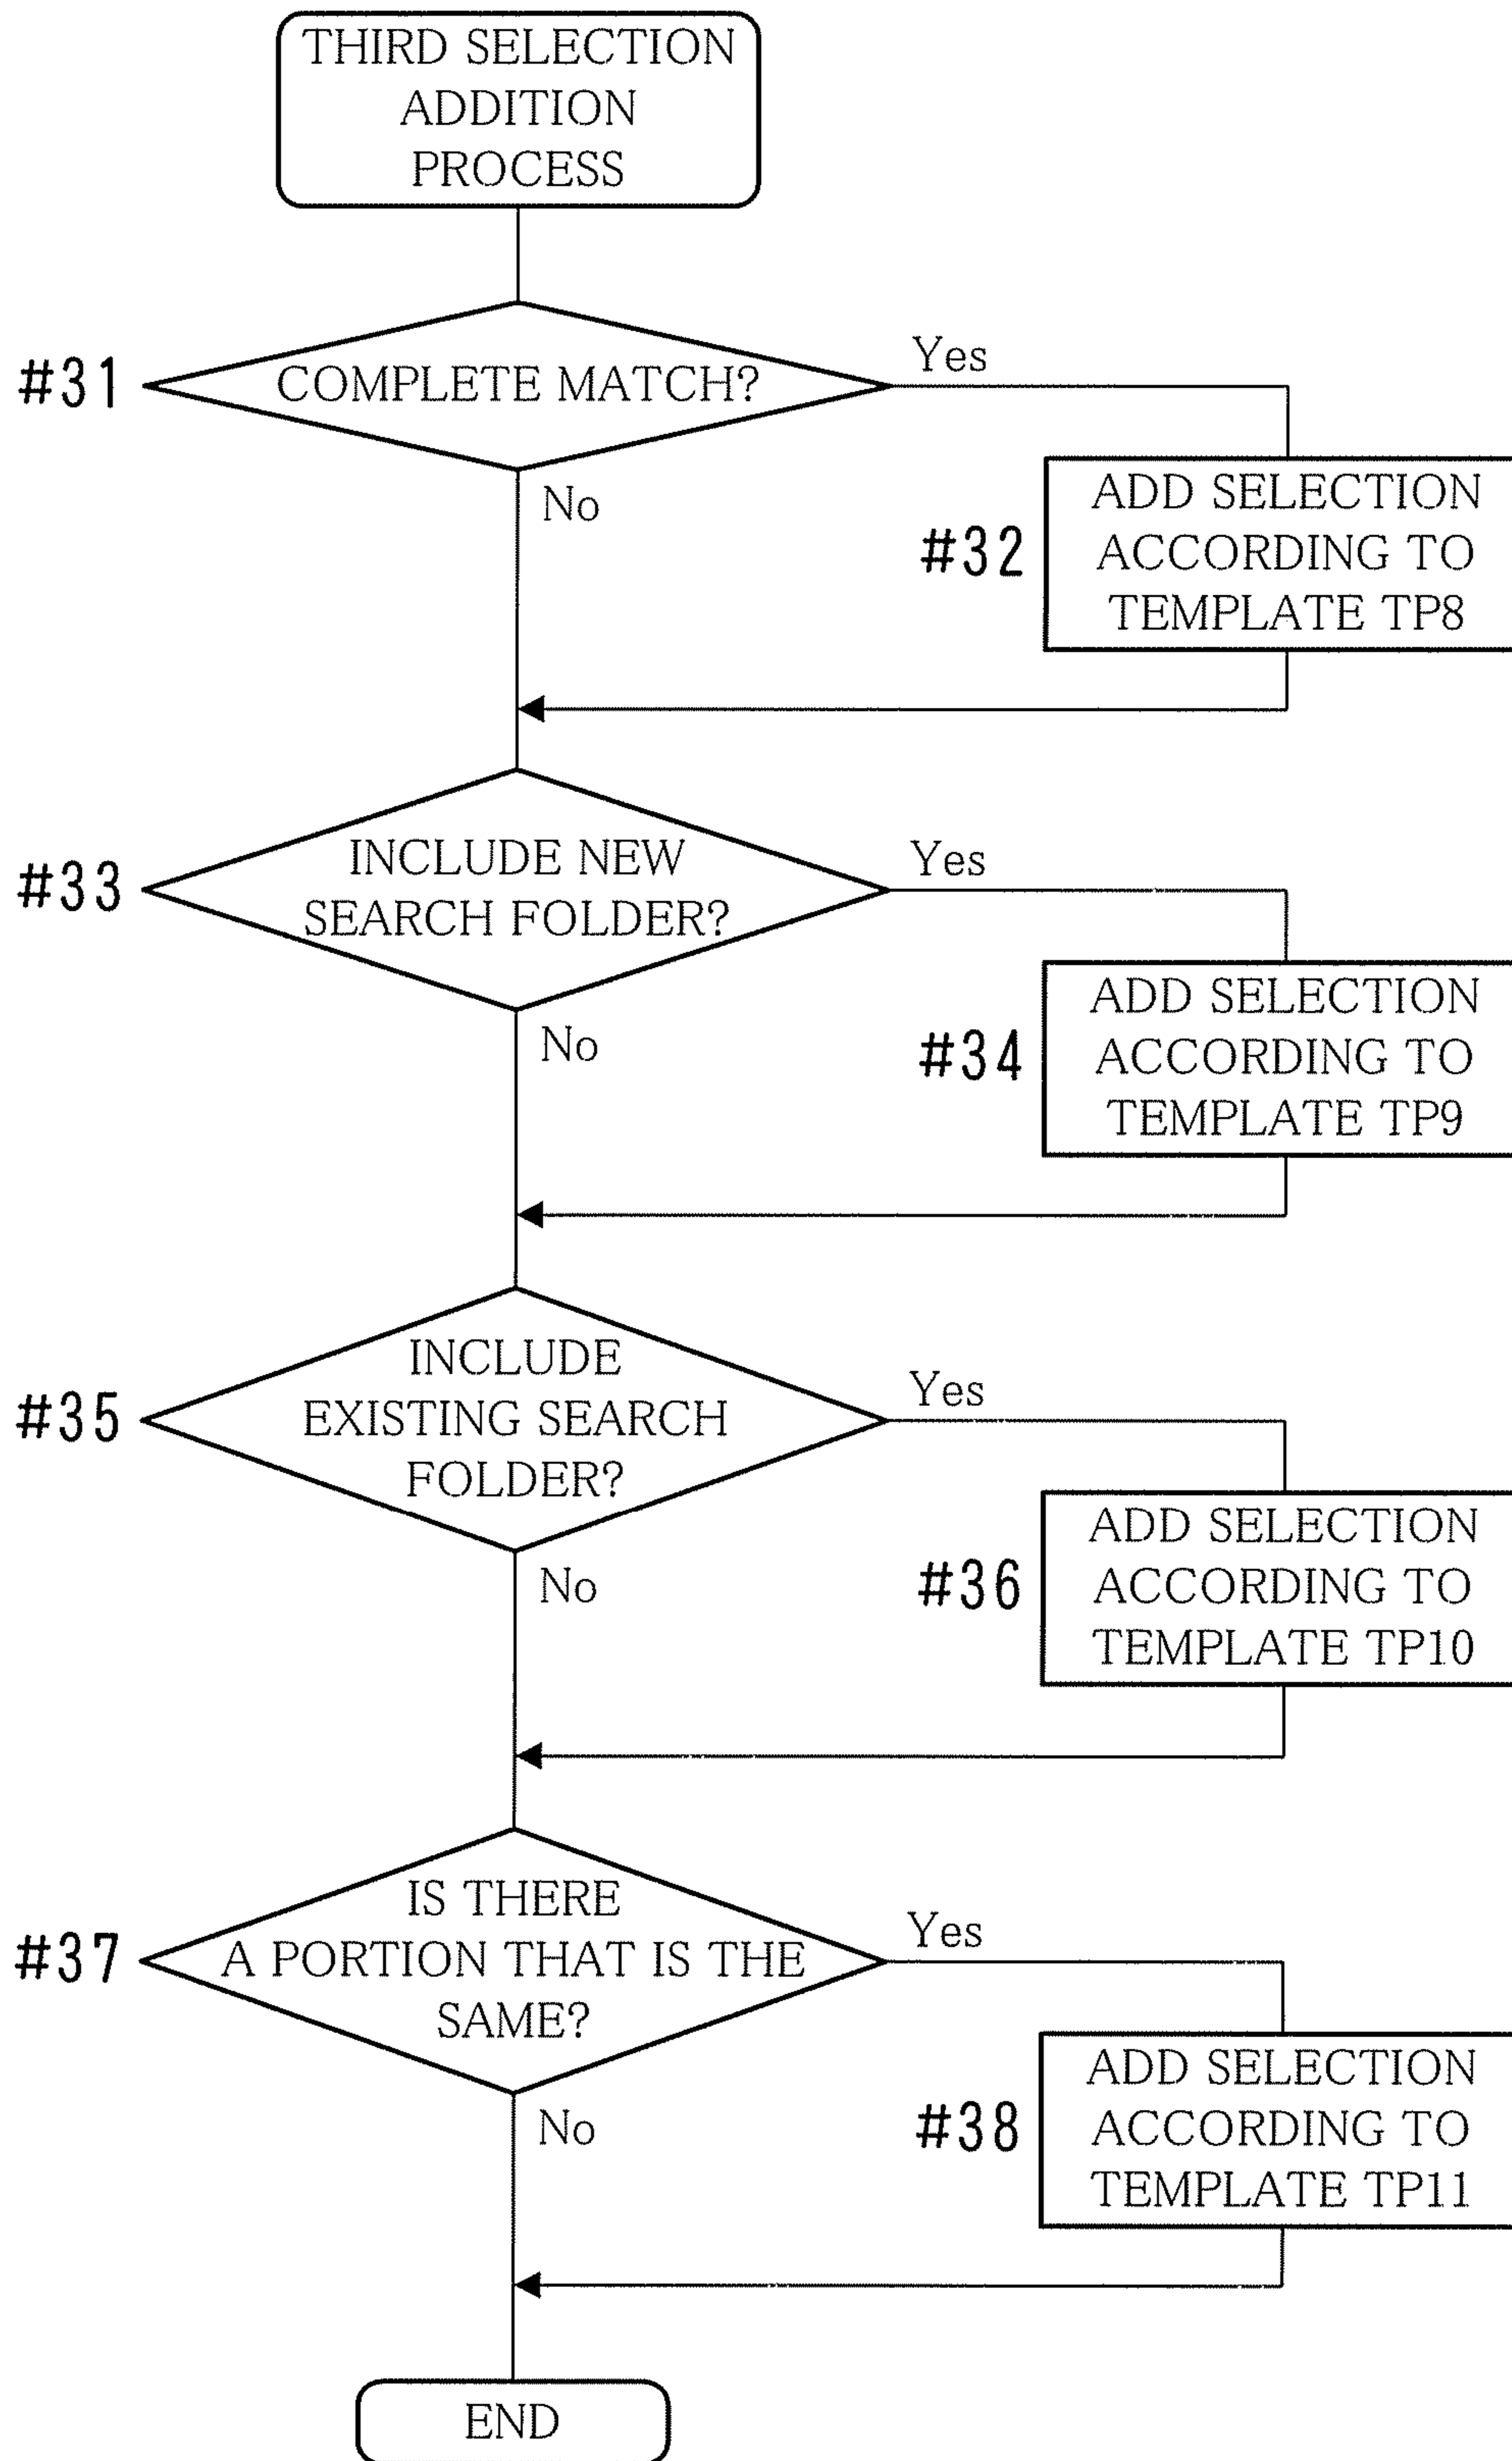 THIRD SELECTION
ADDITION
PROCESS
#31
COMPLETE MATCH?
Yes
No
#32
ADD SELECTION
ACCORDING TO
TEMPLATE TP8
#33
INCLUDE NEW
SEARCH FOLDER?
Yes
No
#34
ADD SELECTION
ACCORDING TO
TEMPLATE TP9
#35
INCLUDE
EXISTING SEARCH
FOLDER?
Yes
No
#36
ADD SELECTION
ACCORDING TO
TEMPLATE TP10
#37
IS THERE
A PORTION THAT IS THE
SAME?
Yes
No
#38
ADD SELECTION
ACCORDING TO
TEMPLATE TP11
END